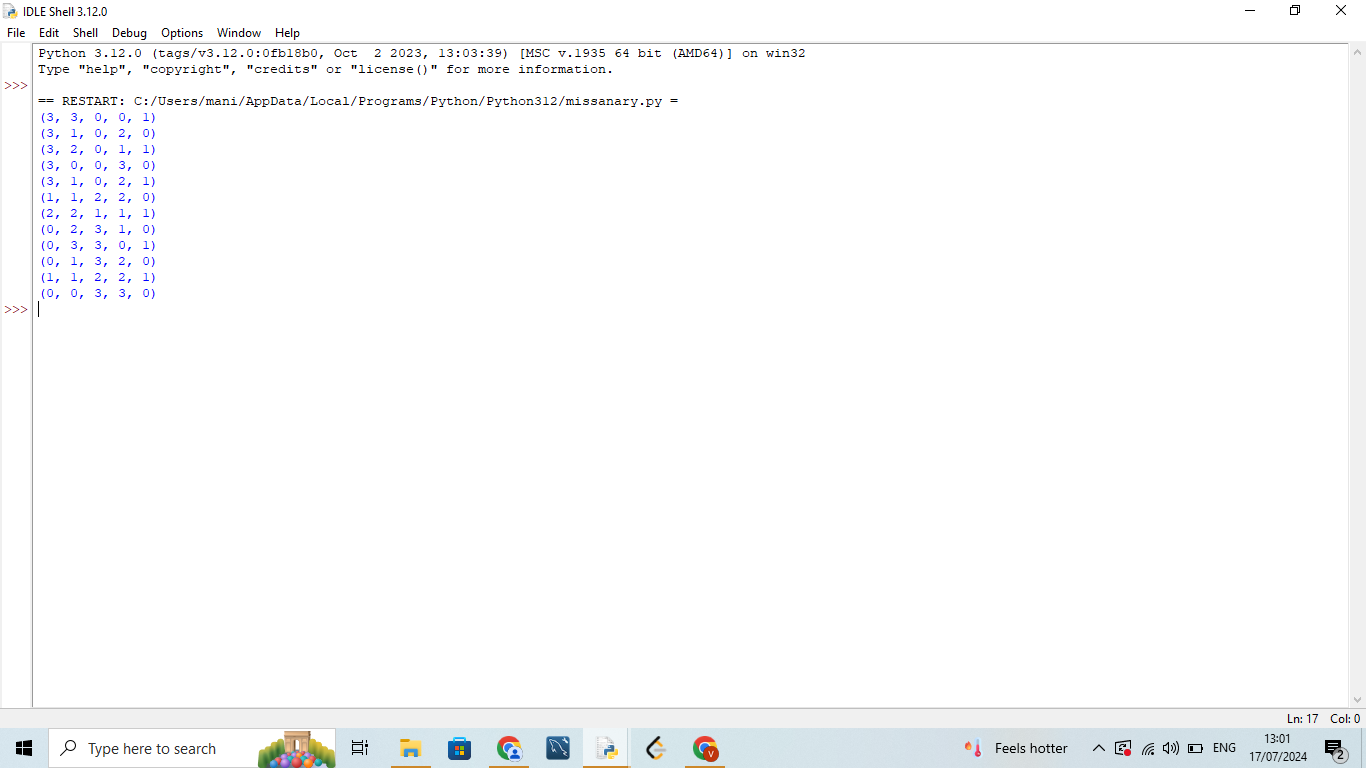 IDLE Shell 3.12.0
File Edit Shell Debug Options Window Help
Python 3.12.0 (tags/v3.12.0:0fb18b0, Oct  2 2023, 13:03:39) [MSC v.1935 64 bit (AMD64)] on win32
Type "help", "copyright", "credits" or "license()" for more information.
>>>
== RESTART: C:/Users/mani/AppData/Local/Programs/Python/Python312/missanary.py =
(3, 3, 0, 0, 1)
(3, 1, 0, 2, 0)
(3, 2, 0, 1, 1)
(3, 0, 0, 3, 0)
(3, 1, 0, 2, 1)
(1, 1, 2, 2, 0)
(2, 2, 1, 1, 1)
(0, 2, 3, 1, 0)
(0, 3, 3, 0, 1)
(0, 1, 3, 2, 0)
(1, 1, 2, 2, 1)
(0, 0, 3, 3, 0)
>>>
Ln: 17 Col: 0
Type here to search
V
Feels hotter
ENG
13:01
17/07/2024
2